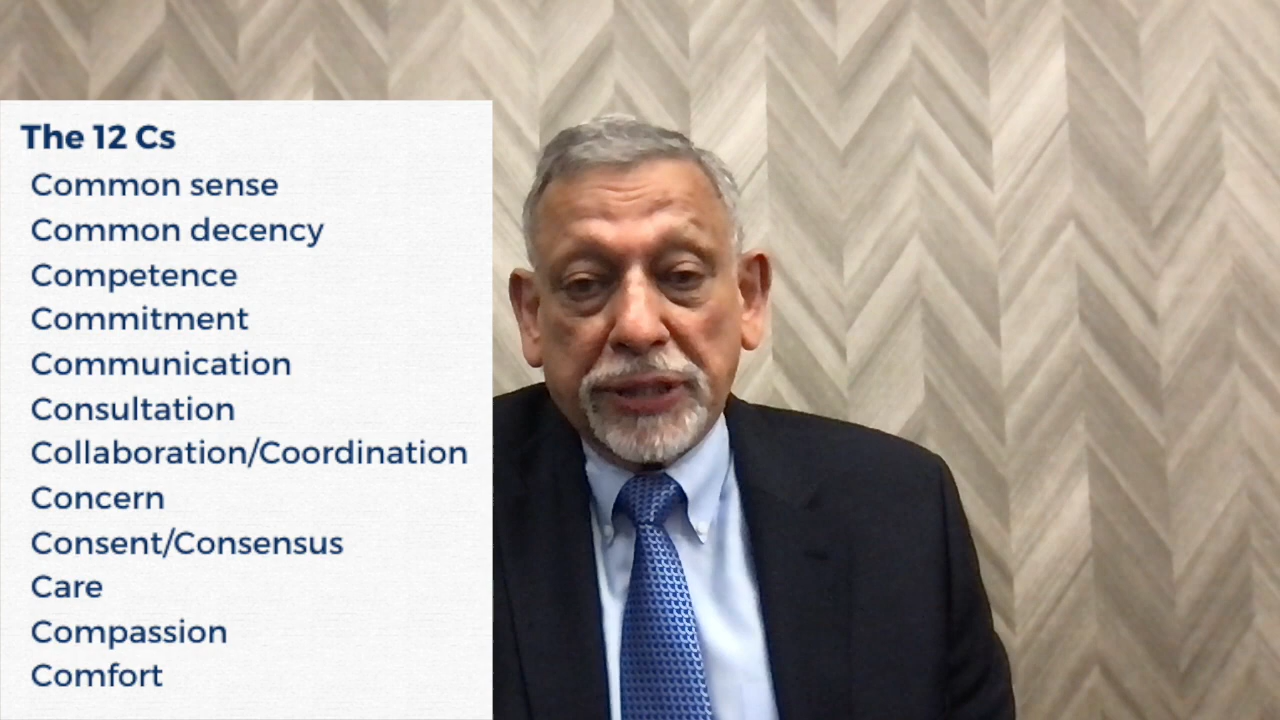 The 12 Cs
Common sense
Common decency
Competence
Commitment
Communication
Consultation
Collaboration/Coordination
Concern
Consent/Consensus
Care
Compassion
Comfort